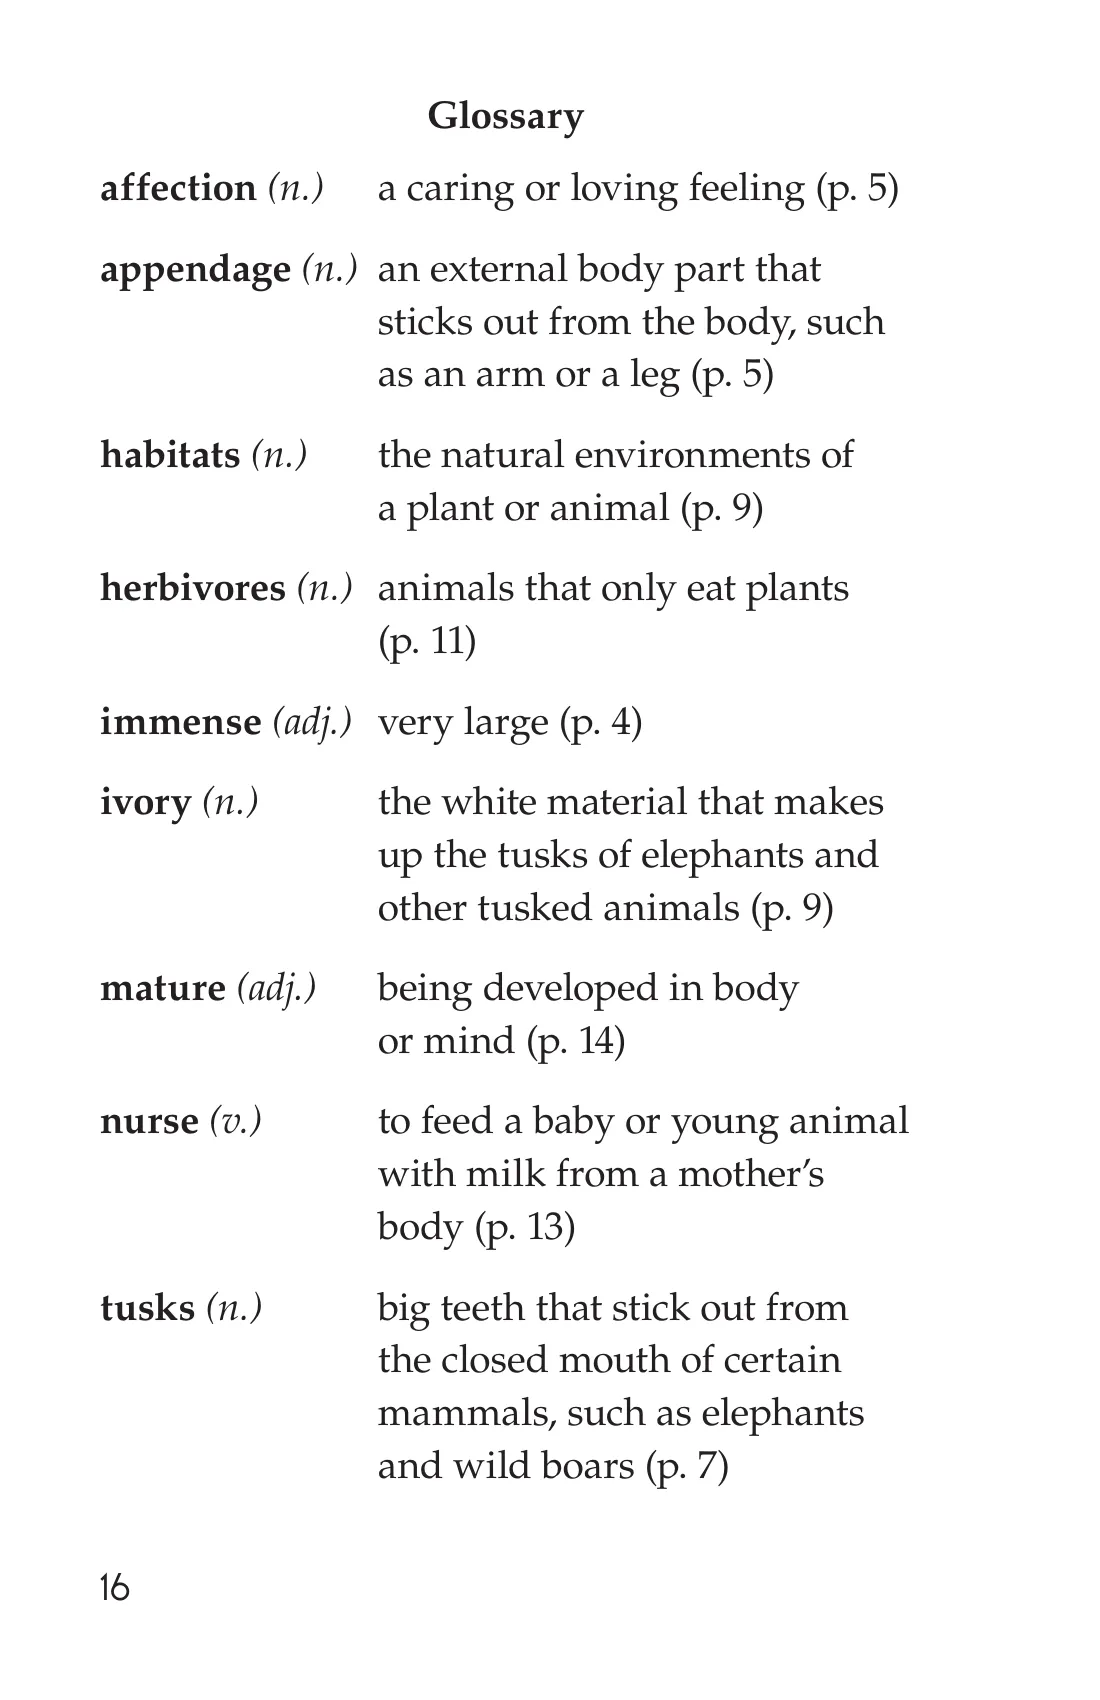 Glossary
affection (n.) a caring or loving feeling (p. 5)
appendage (n.) an external body part that
sticks out from the body, such
as an arm or a leg (p. 5)
habitats (n.) the natural environments of
a plant or animal (p. 9)
herbivores (n.) animals that only eat plants
(p. 11)
immense (adj.) very large (p. 4)
ivory (n.) the white material that makes
up the tusks of elephants and
other tusked animals (p. 9)
mature (adj.) being developed in body
or mind (p. 14)
nurse (v.) to feed a baby or young animal
with milk from a mother’s
body (p. 13)
tusks (n.) big teeth that stick out from
the closed mouth of certain
mammals, such as elephants
and wild boars (p. 7)
16